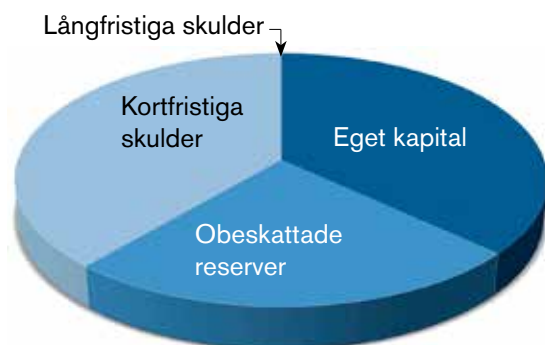 Långfristiga skulder
Kortfristiga
skulder
Eget kapital
Obeskattade
reserver